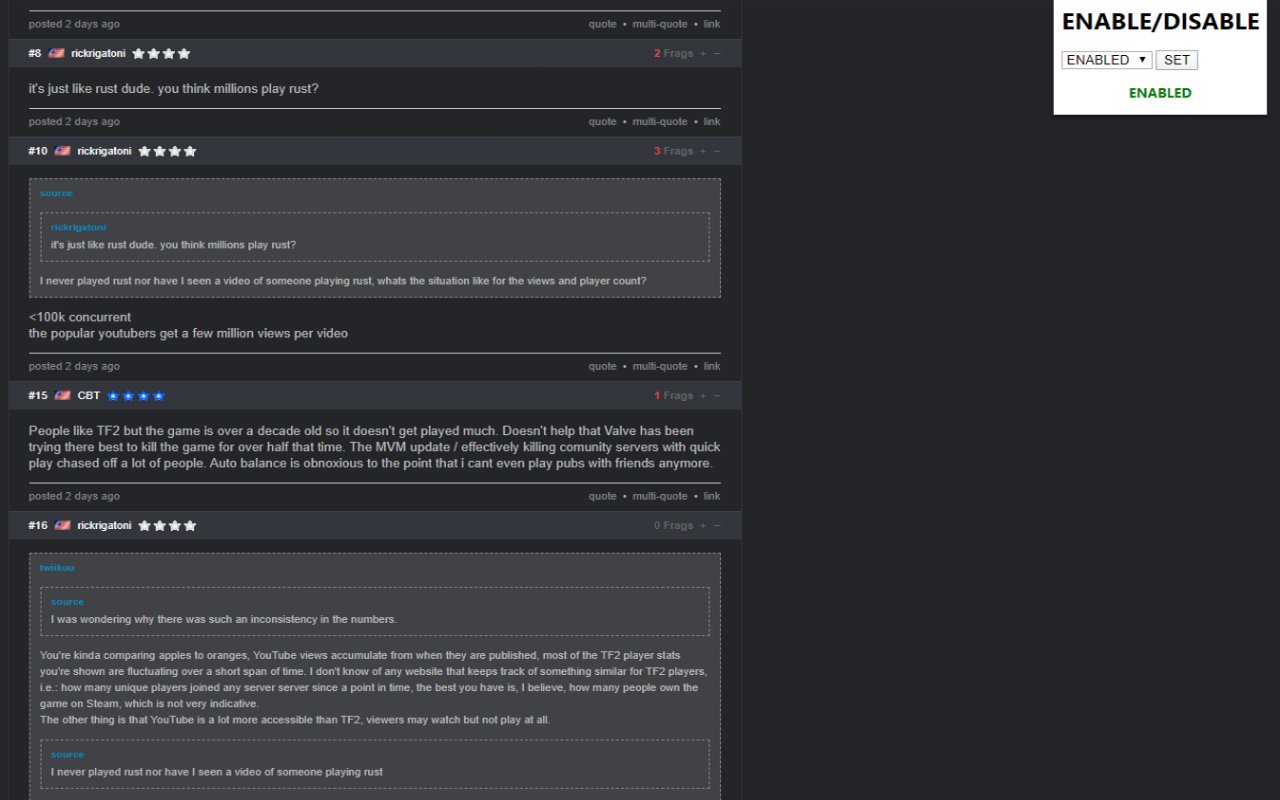 posted 2 days ago quote • multi-quote • link
#8 rickrigatoni 2 Frags + −
it's just like rust dude. you think millions play rust?
posted 2 days ago quote • multi-quote • link
#10 rickrigatoni 3 Frags + −
source
rickrigatoni
it's just like rust dude. you think millions play rust?
I never played rust nor have I seen a video of someone playing rust, whats the situation like for the views and player count?
<100k concurrent
the popular youtubers get a few million views per video
posted 2 days ago quote • multi-quote • link
#15 CBT 1 Frags + −
People like TF2 but the game is over a decade old so it doesn't get played much. Doesn't help that Valve has been
trying there best to kill the game for over half that time. The MVM update / effectively killing comunity servers with quick
play chased off a lot of people. Auto balance is obnoxious to the point that i cant even play pubs with friends anymore.
posted 2 days ago quote • multi-quote • link
#16 rickrigatoni 0 Frags + −
twiikuu
source
I was wondering why there was such an inconsistency in the numbers.
You're kinda comparing apples to oranges, YouTube views accumulate from when they are published, most of the TF2 player stats
you're shown are fluctuating over a short span of time. I don't know of any website that keeps track of something similar for TF2 players,
i.e.: how many unique players joined any server server since a point in time, the best you have is, I believe, how many people own the
game on Steam, which is not very indicative.
The other thing is that YouTube is a lot more accessible than TF2, viewers may watch but not play at all.
source
I never played rust nor have I seen a video of someone playing rust
ENABLE/DISABLE
ENABLED SET
ENABLED